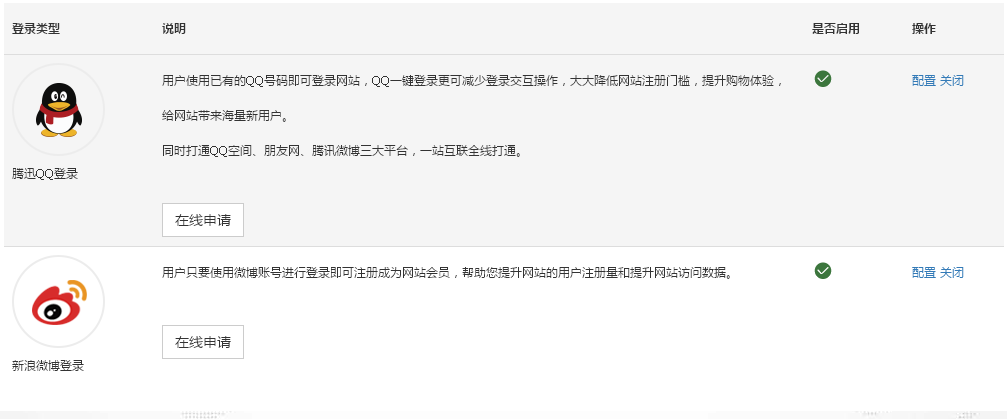 登录类型 说明 是否启用 操作
用户使用已有的QQ号码即可登录网站，QQ一键登录更可减少登录交互操作，大大降低网站注册门槛，提升购物体验， 配置 关闭
给网站带来海量新用户。
同时打通QQ空间、朋友网、腾讯微博三大平台，一站互联全线打通。
腾迅QQ登录
在线申请
用户只要使用微博账号进行登录即可注册成为网站会员，帮助您提升网站的用户注册量和提升网站访问数据。 配置 关闭
在线申请
新浪微博登录